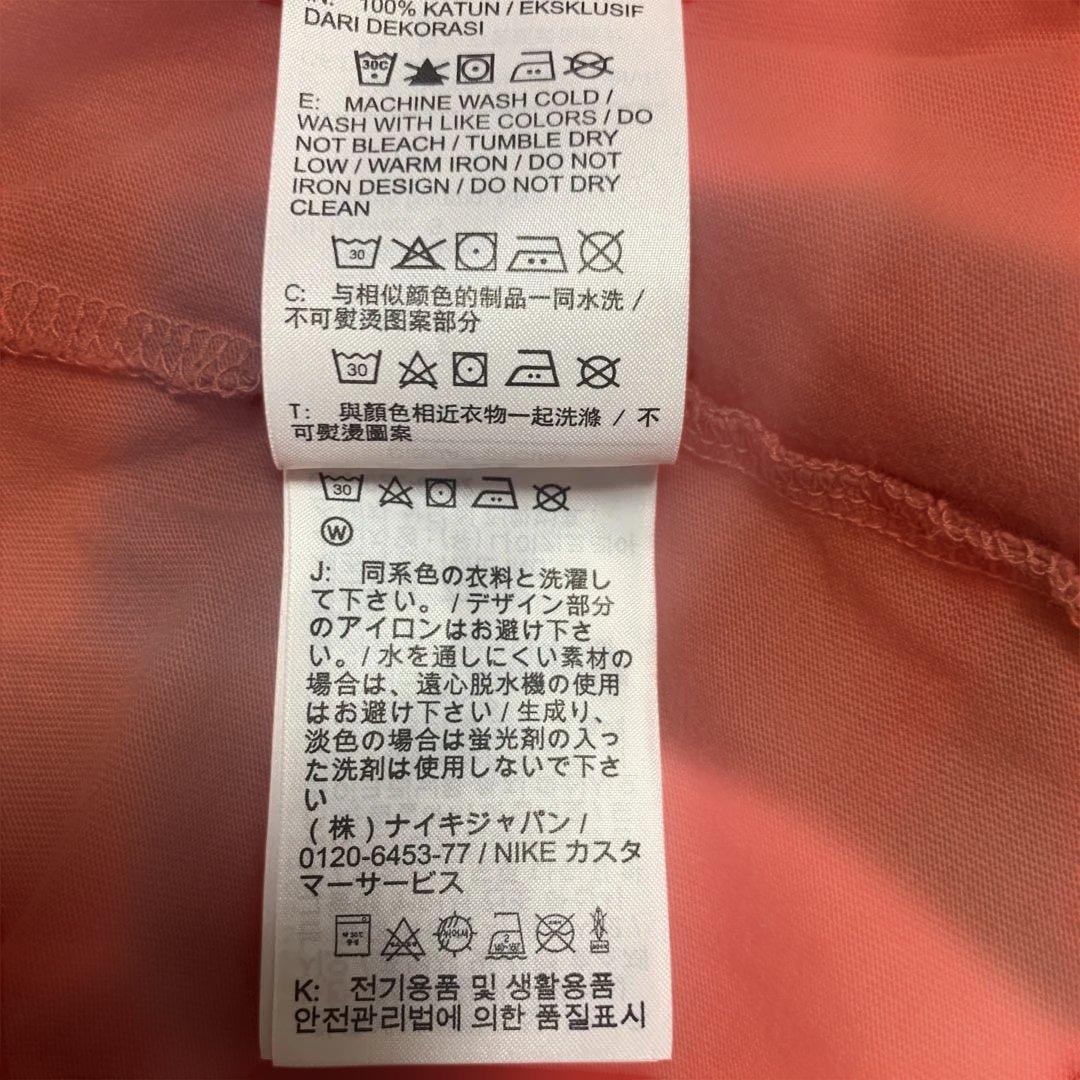 IN: 100% KATUN / EKSKLUSIF
DARI DEKORASI
30C
E: MACHINE WASH COLD /
WASH WITH LIKE COLORS / DO
NOT BLEACH / TUMBLE DRY
LOW / WARM IRON / DO NOT
IRON DESIGN / DO NOT DRY
CLEAN
30
C: 与相似颜色的制品一同水洗 /
不可熨烫图案部分
30
T: 與顏色相近衣物一起洗滌 / 不
可熨燙圖案
30
W
J: 同系色の衣料と洗濯し
て下さい。 / デザイン部分
のアイロンはお避け下さ
い。/ 水を通しにくい素材の
場合は、遠心脱水機の使用
はお避け下さい / 生成り、
淡色の場合は蛍光剤の入っ
た洗剤は使用しないで下さ
い
(株) ナイキジャパン /
0120-6453-77 / NIKE カスタ
マーサービス
K: 전기용품 및 생활용품
안전관리법에 의한 품질표시